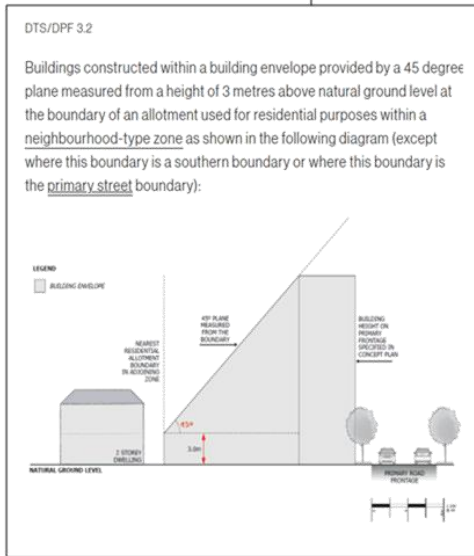 DTS/DPF 3.2
Buildings constructed within a building envelope provided by a 45 degree
plane measured from a height of 3 metres above natural ground level at
the boundary of an allotment used for residential purposes within a
neighbourhood-type zone as shown in the following diagram (except
where this boundary is a southern boundary or where this boundary is
the primary street boundary):
LEGEND
BUILDING ENVELOPE
45º PLANE
MEASURED
FROM THE
BOUNDARY
BUILDING
HEIGHT ON
PRIMARY
FRONTAGE
SPECIFIED IN
CONCEPT PLAN
NEAREST
RESIDENTIAL
ALLOTMENT
BOUNDARY
IN ADJOINING
ZONE
45º
3.0m
2 STOREY
DWELLING
NATURAL GROUND LEVEL
PRIMARY ROAD
FRONTAGE